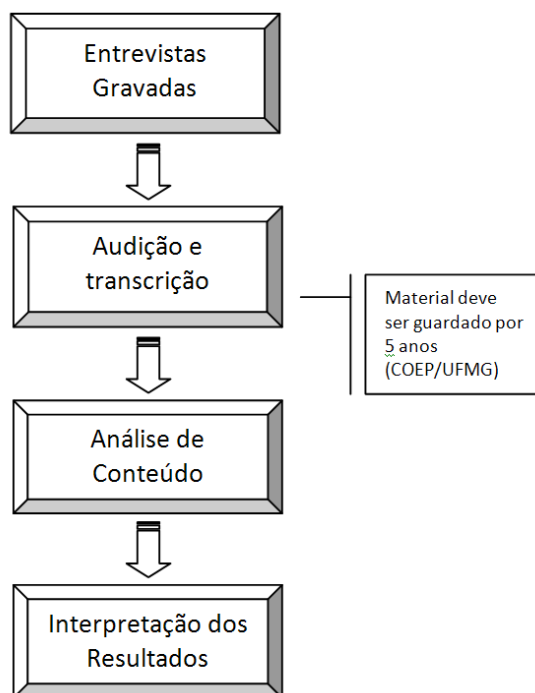 Entrevistas
Gravadas
Audição e
transcrição
Material deve
ser guardado por
5 anos
(COEP/UFMG)
Análise de
Conteúdo
Interpretação dos
Resultados